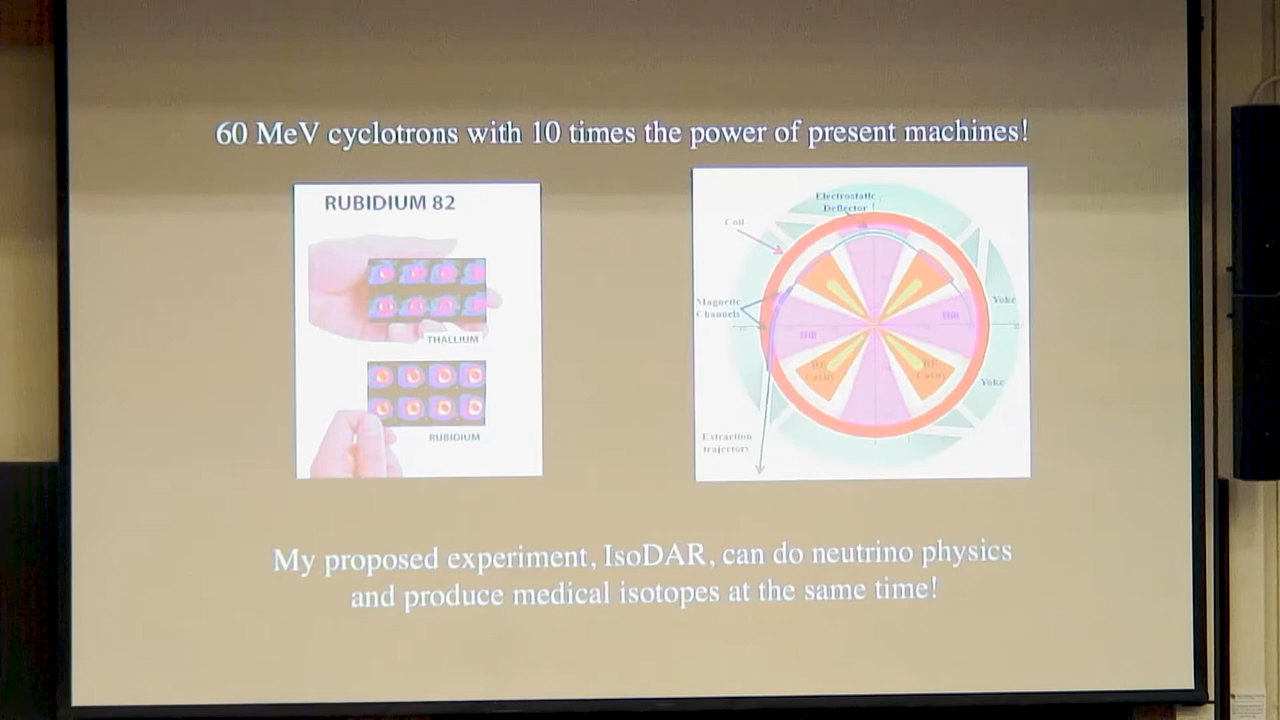 60 MeV cyclotrons with 10 times the power of present machines!
RUBIDIUM 82
THALLIUM
RUBIDIUM
Electrostatic
Deflector
Coil
Magnetic
Channels
Yoke
Hill
Hill
RF
Cavity
RF
Cavity
Yoke
Extraction
trajectory
My proposed experiment, IsoDAR, can do neutrino physics
and produce medical isotopes at the same time!